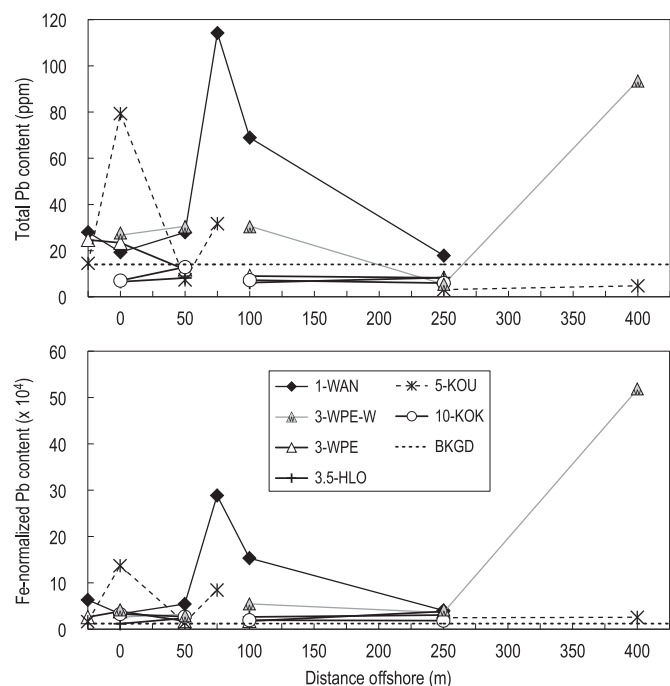 Total Pb content (ppm)
120
100
80
60
40
20
0
0 50 100 150 200 250 300 350 400
Fe-normalized Pb content (x 10⁴)
60
50
40
30
20
10
0
1-WAN
3-WPE-W
3-WPE
3.5-HLO
5-KOU
10-KOK
BKGD
0 50 100 150 200 250 300 350 400
Distance offshore (m)